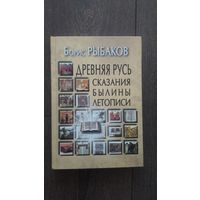 Борис РЫБАКОВ
ДРЕВНЯЯ РУСЬ
СКАЗАНИЯ
БЫЛИНЫ
ЛЕТОПИСИ